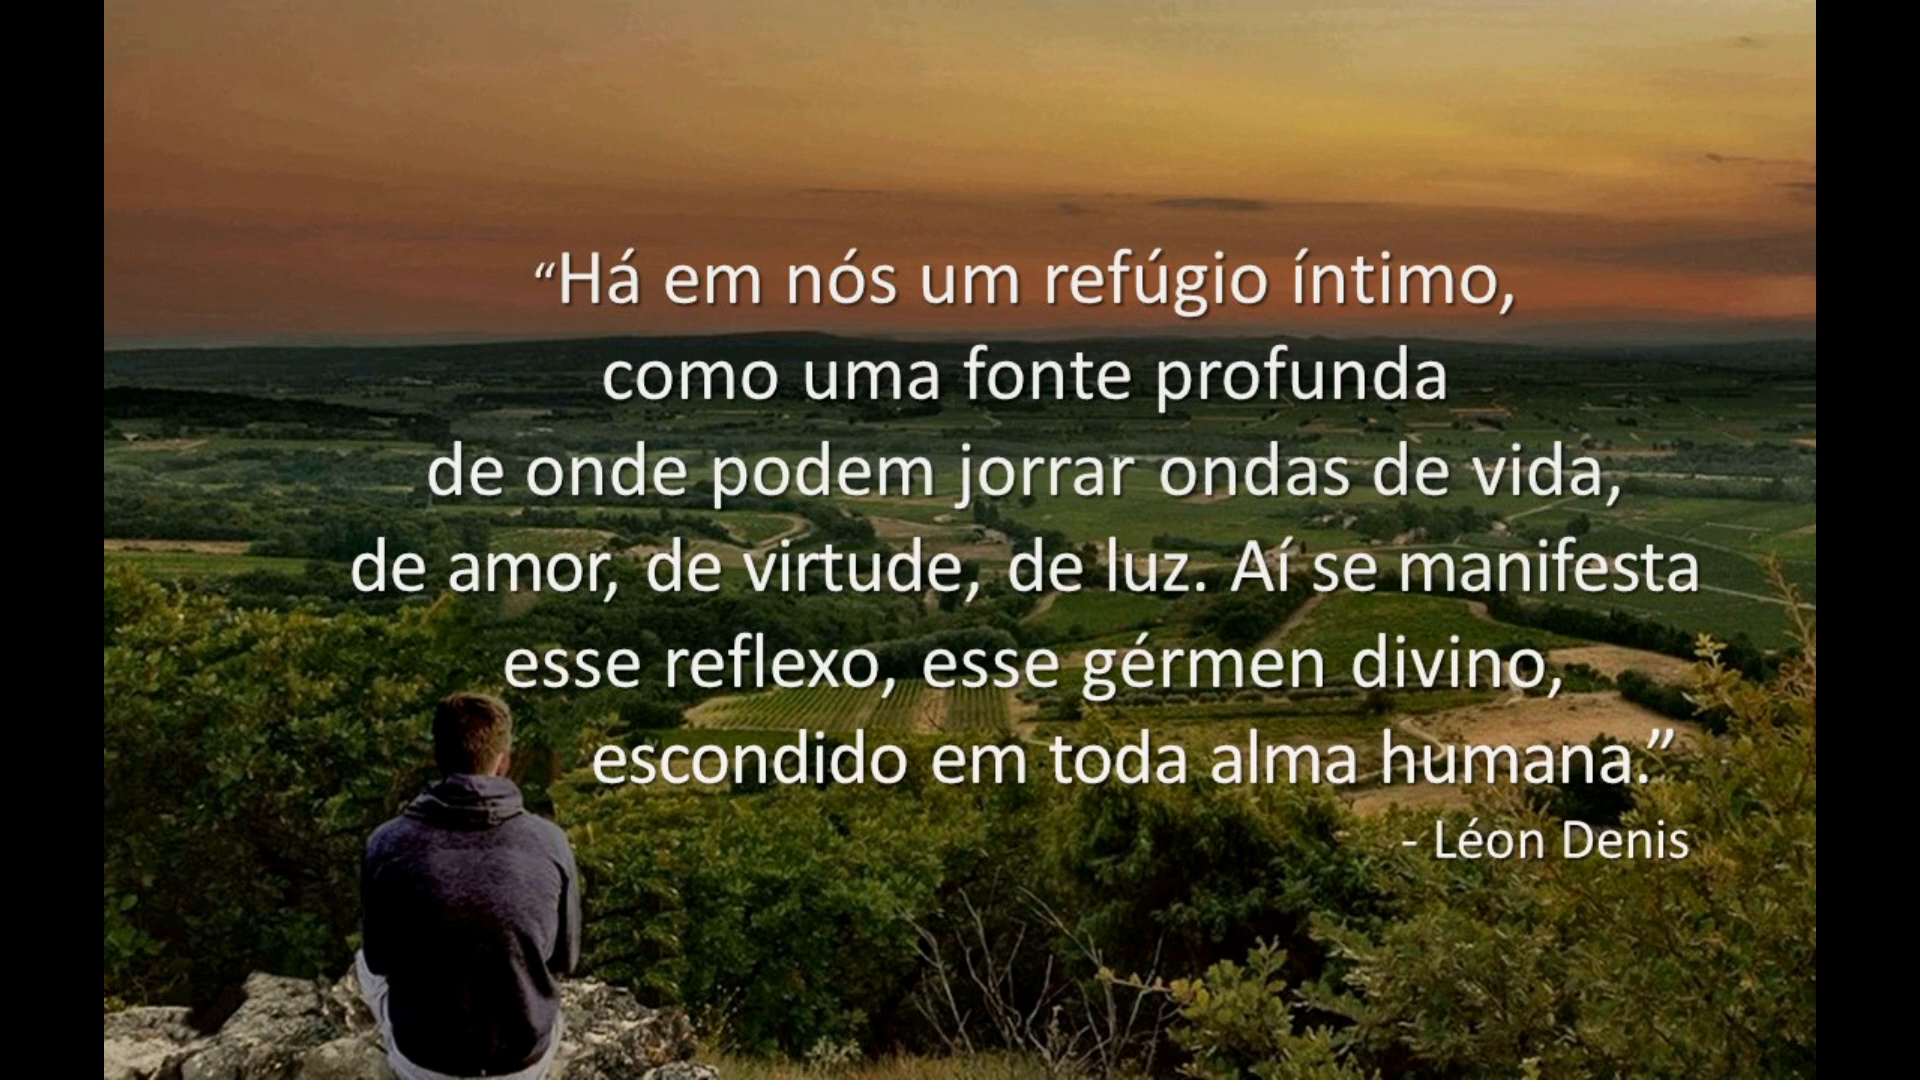 “Há em nós um refúgio íntimo,
como uma fonte profunda
de onde podem jorrar ondas de vida,
de amor, de virtude, de luz. Aí se manifesta
esse reflexo, esse gérmen divino,
escondido em toda alma humana.”
- Léon Denis